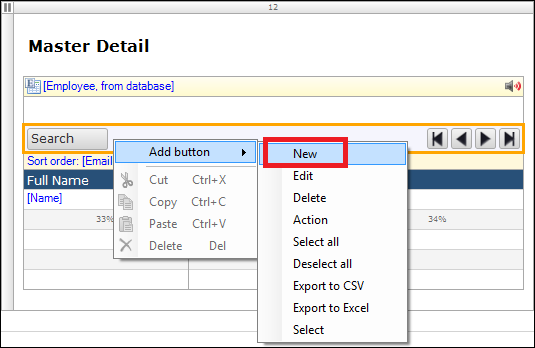 12
Master Detail
[Employee, from database]
Search
Sort order: [Email
Full Name
[Name]
33%
34%
Add button
Cut Ctrl+X
Copy Ctrl+C
Paste Ctrl+V
Delete Del
New
Edit
Delete
Action
Select all
Deselect all
Export to CSV
Export to Excel
Select